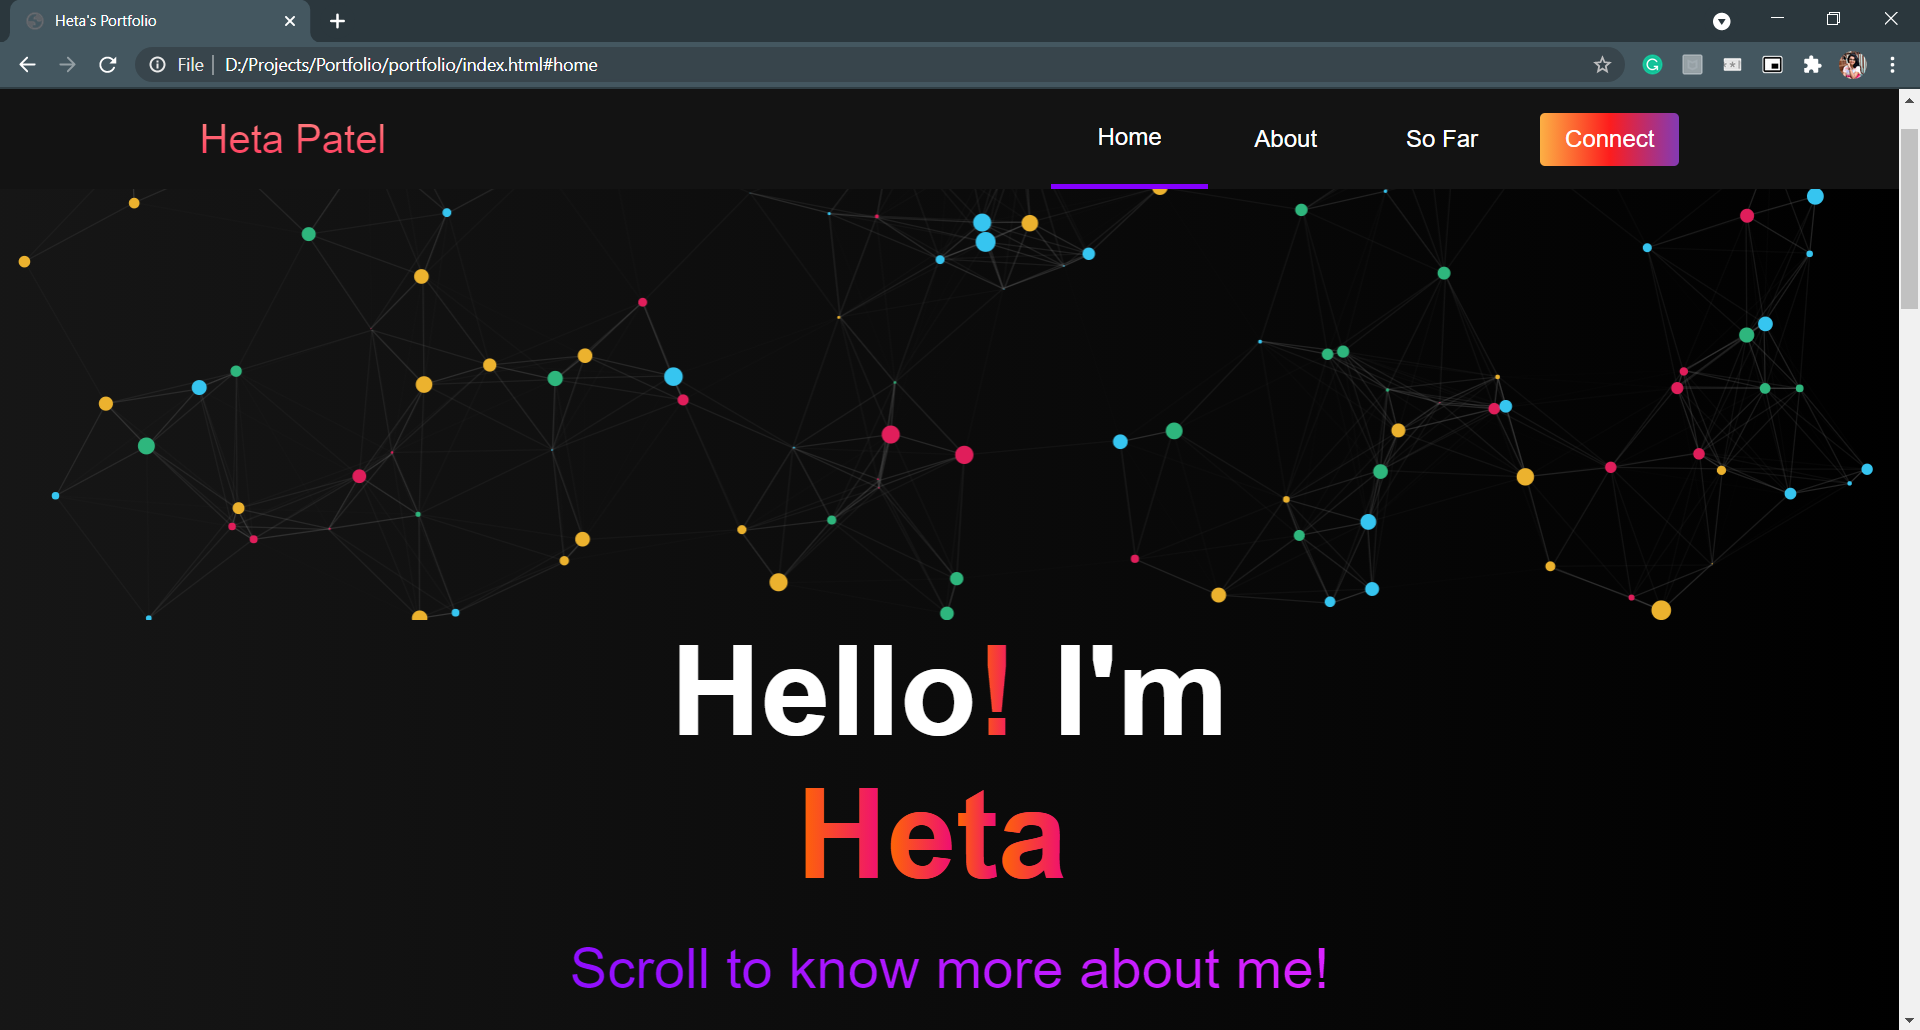 Heta's Portfolio
File
D:/Projects/Portfolio/portfolio/index.html#home
Heta Patel
Home
About
So Far
Connect
Hello! I'm
Heta
Scroll to know more about me!